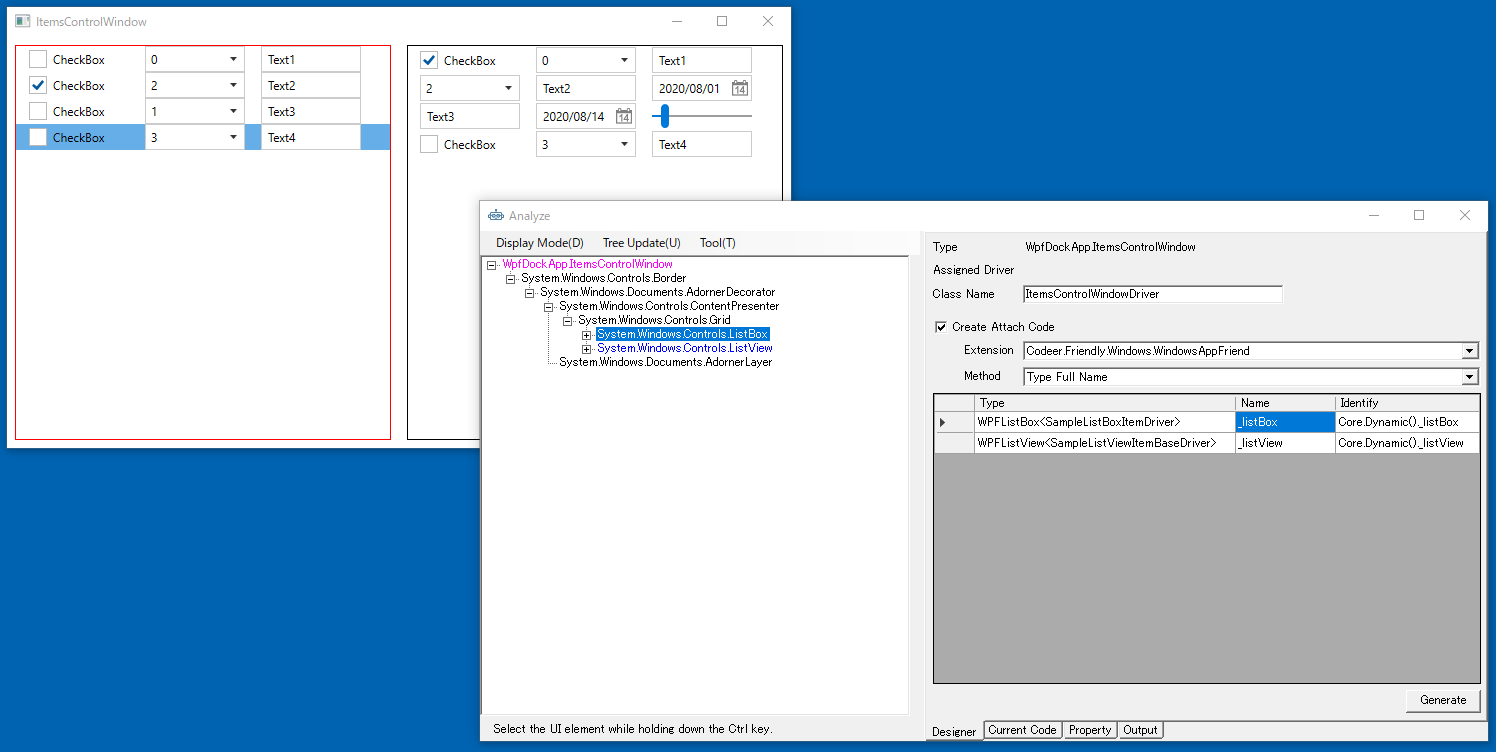 ItemsControlWindow
CheckBox 0 Text1
CheckBox 2 Text2
CheckBox 1 Text3
CheckBox 3 Text4
CheckBox 0 Text1
2 Text2 2020/08/01 14
Text3 2020/08/14 14
CheckBox 3 Text4
Analyze
Display Mode(D) Tree Update(U) Tool(T)
WpfDockApp.ItemsControlWindow
System.Windows.Controls.Border
System.Windows.Documents.AdornerDecorator
System.Windows.Controls.ContentPresenter
System.Windows.Controls.Grid
System.Windows.Controls.ListBox
System.Windows.Controls.ListView
System.Windows.Documents.AdornerLayer
Select the UI element while holding down the Ctrl key.
Type WpfDockApp.ItemsControlWindow
Assigned Driver
Class Name ItemsControlWindowDriver
Create Attach Code
Extension Codeer.Friendly.Windows.WindowsAppFriend
Method Type Full Name
Type Name Identify
WPFListBox<SampleListBoxItemDriver> _listBox Core.Dynamic()._listBox
WPFListView<SampleListViewItemBaseDriver> _listView Core.Dynamic()._listView
Generate
Designer Current Code Property Output